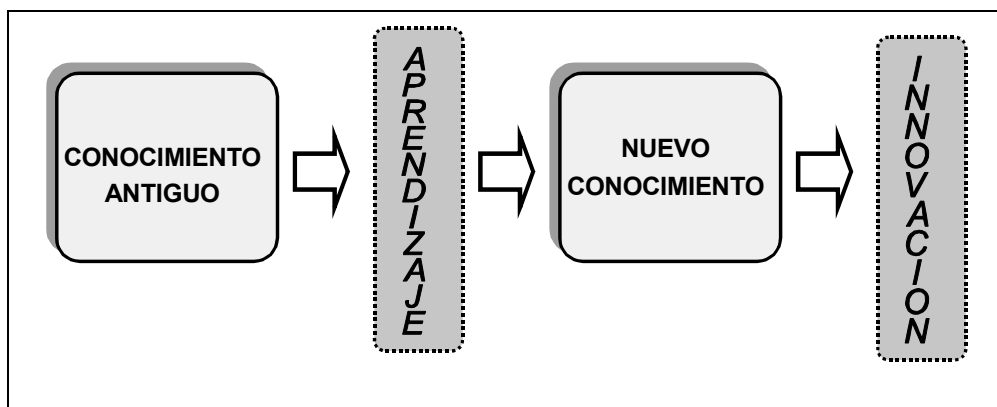 CONOCIMIENTO
ANTIGUO
APRENDIZAJE
NUEVO
CONOCIMIENTO
INNOVACION